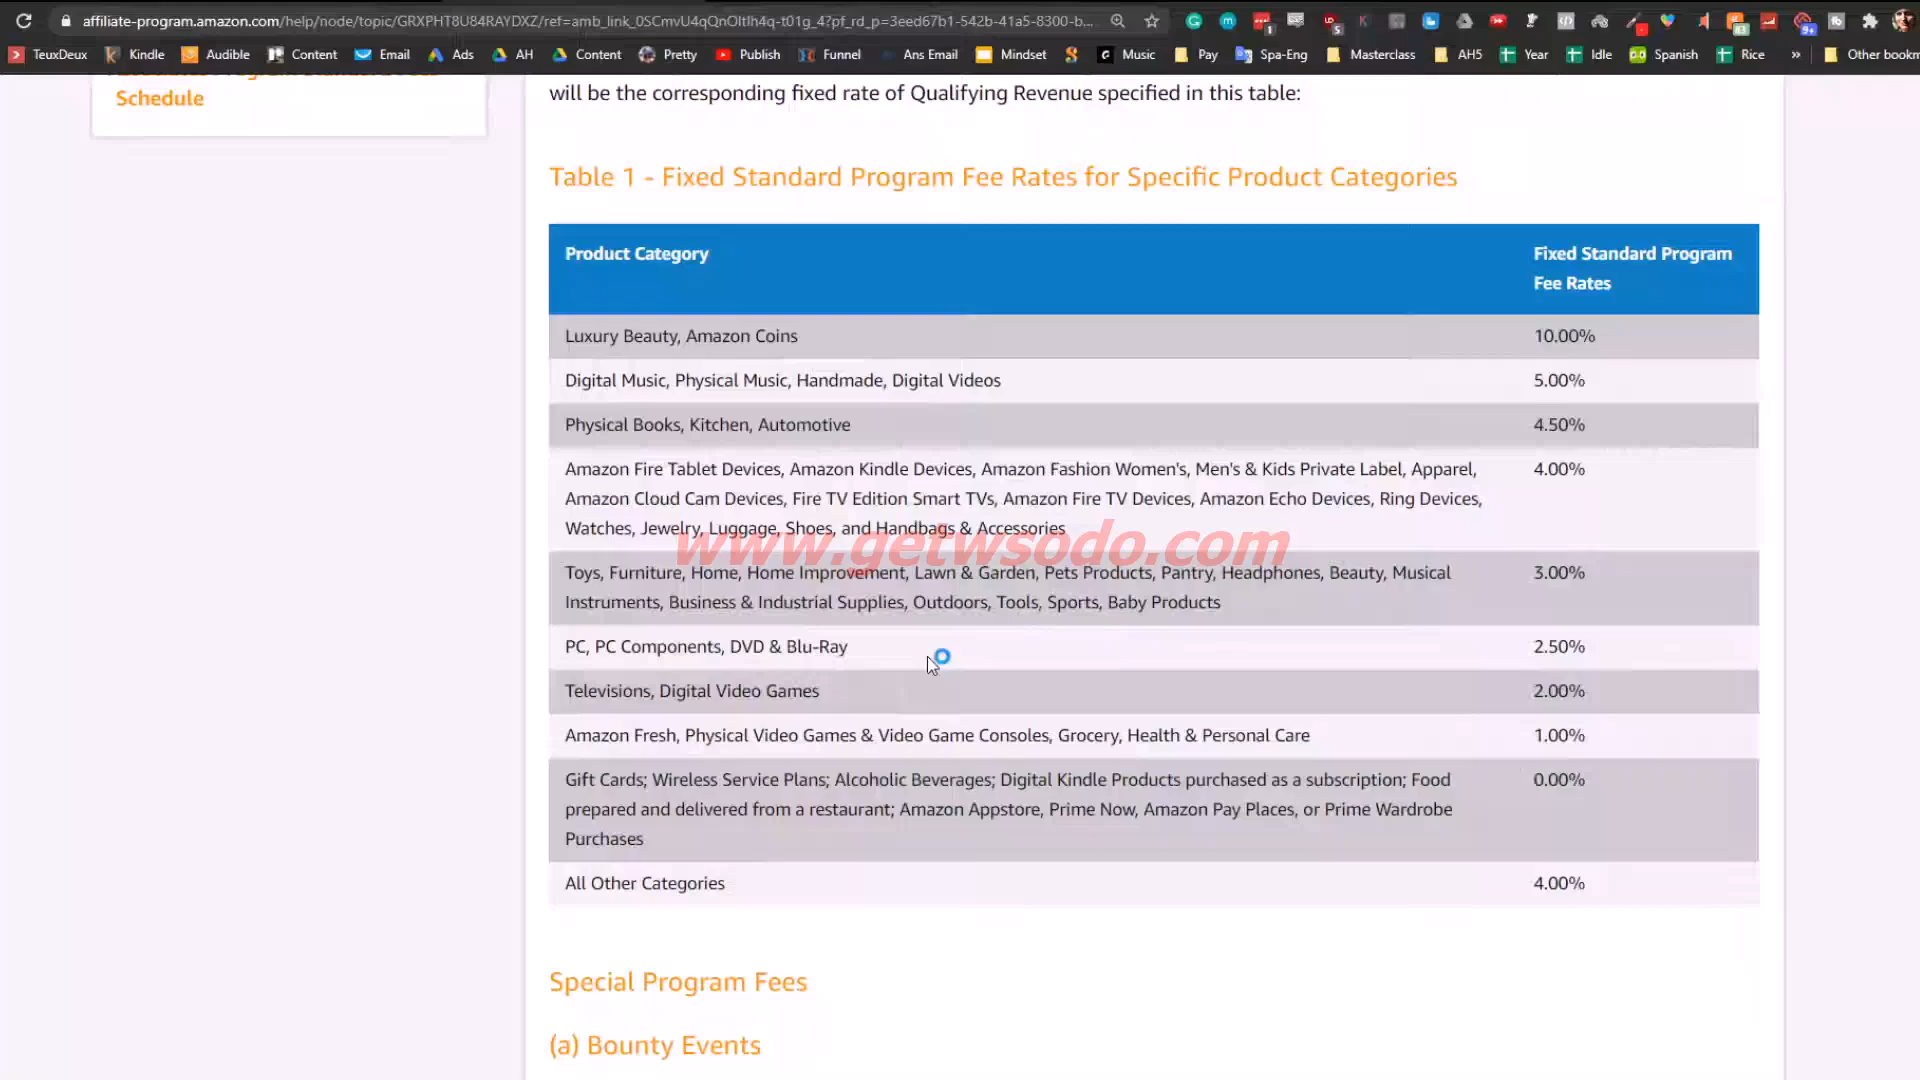 affiliate-program.amazon.com/help/node/topic/GRXPHT8U84RAYDXZ/ref=amb_link_0SCmvU4qQnOltIh4q-t01g_4?pf_rd_p=3eed67b1-542b-41a5-8300-b...
TeuxDeux Kindle Audible Content Email Ads AH Content Pretty Publish Funnel Ans Email Mindset Music Pay Spa-Eng Masterclass AH5 Year Idle Spanish Rice » Other bookm
Schedule
will be the corresponding fixed rate of Qualifying Revenue specified in this table:
Table 1 - Fixed Standard Program Fee Rates for Specific Product Categories
Product Category Fixed Standard Program
Fee Rates
Luxury Beauty, Amazon Coins 10.00%
Digital Music, Physical Music, Handmade, Digital Videos 5.00%
Physical Books, Kitchen, Automotive 4.50%
Amazon Fire Tablet Devices, Amazon Kindle Devices, Amazon Fashion Women's, Men's & Kids Private Label, Apparel, 4.00%
Amazon Cloud Cam Devices, Fire TV Edition Smart TVs, Amazon Fire TV Devices, Amazon Echo Devices, Ring Devices,
Watches, Jewelry, Luggage, Shoes, and Handbags & Accessories
www.getwsodo.com
Toys, Furniture, Home, Home Improvement, Lawn & Garden, Pets Products, Pantry, Headphones, Beauty, Musical 3.00%
Instruments, Business & Industrial Supplies, Outdoors, Tools, Sports, Baby Products
PC, PC Components, DVD & Blu-Ray 2.50%
Televisions, Digital Video Games 2.00%
Amazon Fresh, Physical Video Games & Video Game Consoles, Grocery, Health & Personal Care 1.00%
Gift Cards; Wireless Service Plans; Alcoholic Beverages; Digital Kindle Products purchased as a subscription; Food 0.00%
prepared and delivered from a restaurant; Amazon Appstore, Prime Now, Amazon Pay Places, or Prime Wardrobe
Purchases
All Other Categories 4.00%
Special Program Fees
(a) Bounty Events